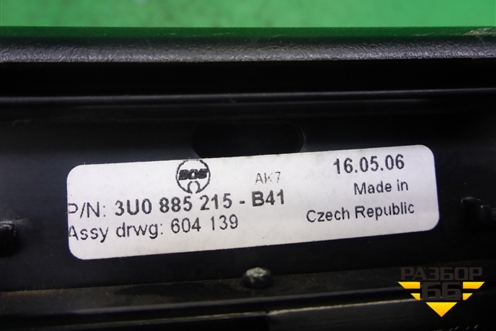 BOS
AK7
16.05.06
P/N: 3U0 885 215 - B41
Made in
Assy drwg: 604 139
Czech Republic
РАЗБОР
66